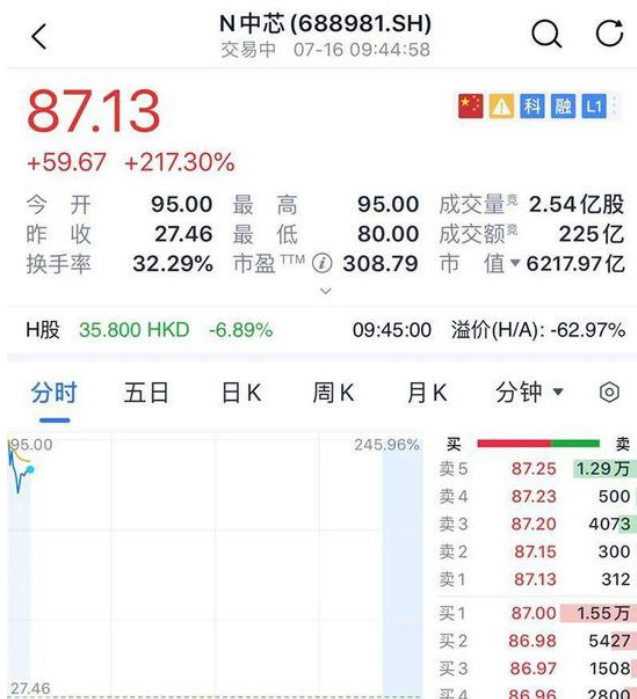 N中芯(688981.SH)
交易中 07-16 09:44:58
87.13
科 融 L1
+59.67 +217.30%
今开 95.00 最高 95.00 成交量竞 2.54亿股
昨收 27.46 最低 80.00 成交额竞 225亿
换手率 32.29% 市盈TTM 308.79 市值 6217.97亿
H股 35.800 HKD -6.89% 09:45:00 溢价(H/A): -62.97%
分时 五日 日K 周K 月K 分钟
95.00 245.96% 买 卖
卖5 87.25 1.29万
卖4 87.23 500
卖3 87.20 4073
卖2 87.15 300
卖1 87.13 312
买1 87.00 1.55万
买2 86.98 5427
买3 86.97 1508
27.46
买4 86.96 2800